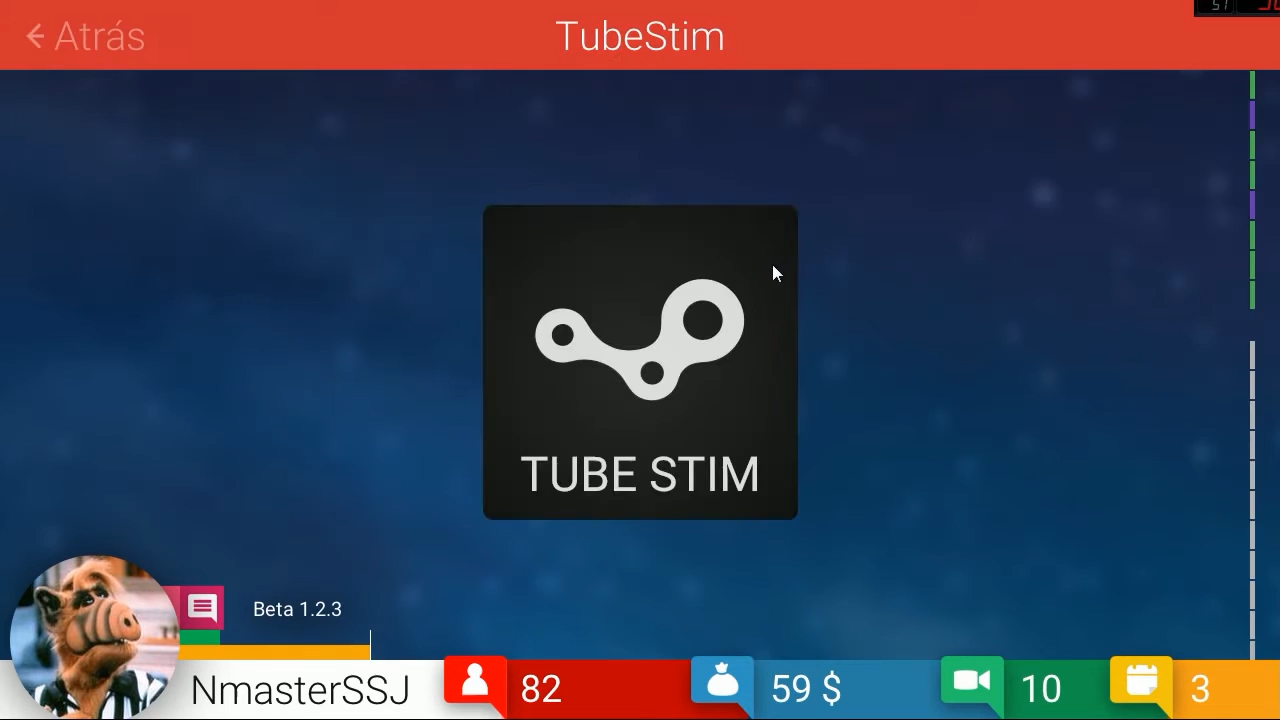 Atrás
TubeStim
TUBE STIM
Beta 1.2.3
NmasterSSJ
82
59 $
10
3